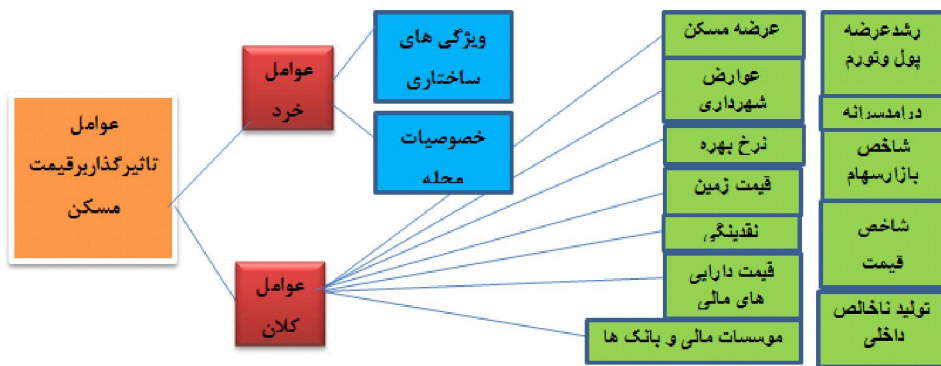 عوامل
تاثیرگذاربرقیمت
مسکن
عوامل
خرد
عوامل
کلان
ویژگی های
ساختاری
خصوصیات
محله
عرضه مسکن
عوارض
شهرداری
نرخ بهره
قیمت زمین
نقدینگی
قیمت دارایی
های مالی
موسسات مالی و بانک ها
رشدعرضه
پول وتورم
درامدسرانه
شاخص
بازارسهام
شاخص
قیمت
تولید ناخالص
داخلی